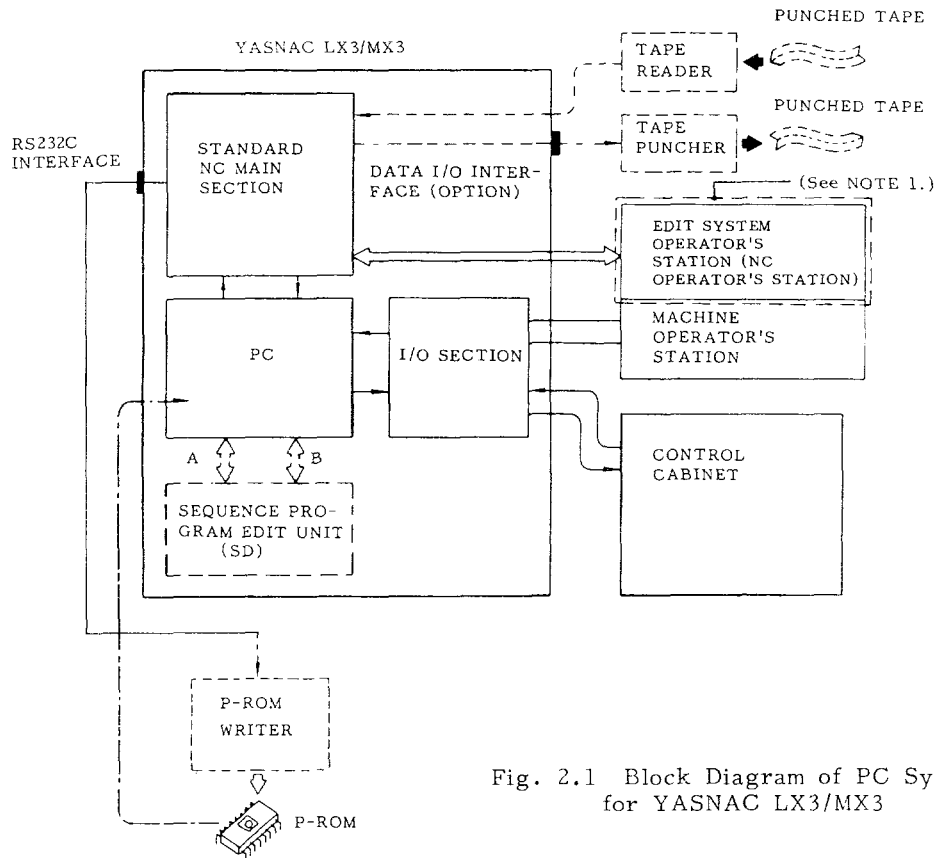 PUNCHED TAPE
YASNAC LX3/MX3
TAPE
READER
PUNCHED TAPE
RS232C
INTERFACE
STANDARD
NC MAIN
SECTION
DATA I/O INTER-
FACE (OPTION)
TAPE
PUNCHER
(See NOTE 1.)
EDIT SYSTEM
OPERATOR'S
STATION (NC
OPERATOR'S STATION)
PC
I/O SECTION
MACHINE
OPERATOR'S
STATION
A
B
SEQUENCE PRO-
GRAM EDIT UNIT
(SD)
CONTROL
CABINET
P-ROM
WRITER
P-ROM
Fig. 2.1 Block Diagram of PC Sy
for YASNAC LX3/MX3